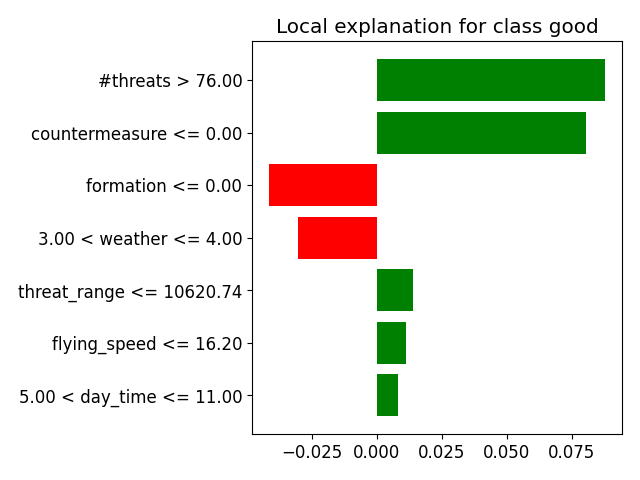 Local explanation for class good
#threats > 76.00
countermeasure <= 0.00
formation <= 0.00
3.00 < weather <= 4.00
threat_range <= 10620.74
flying_speed <= 16.20
5.00 < day_time <= 11.00
−0.025 0.000 0.025 0.050 0.075